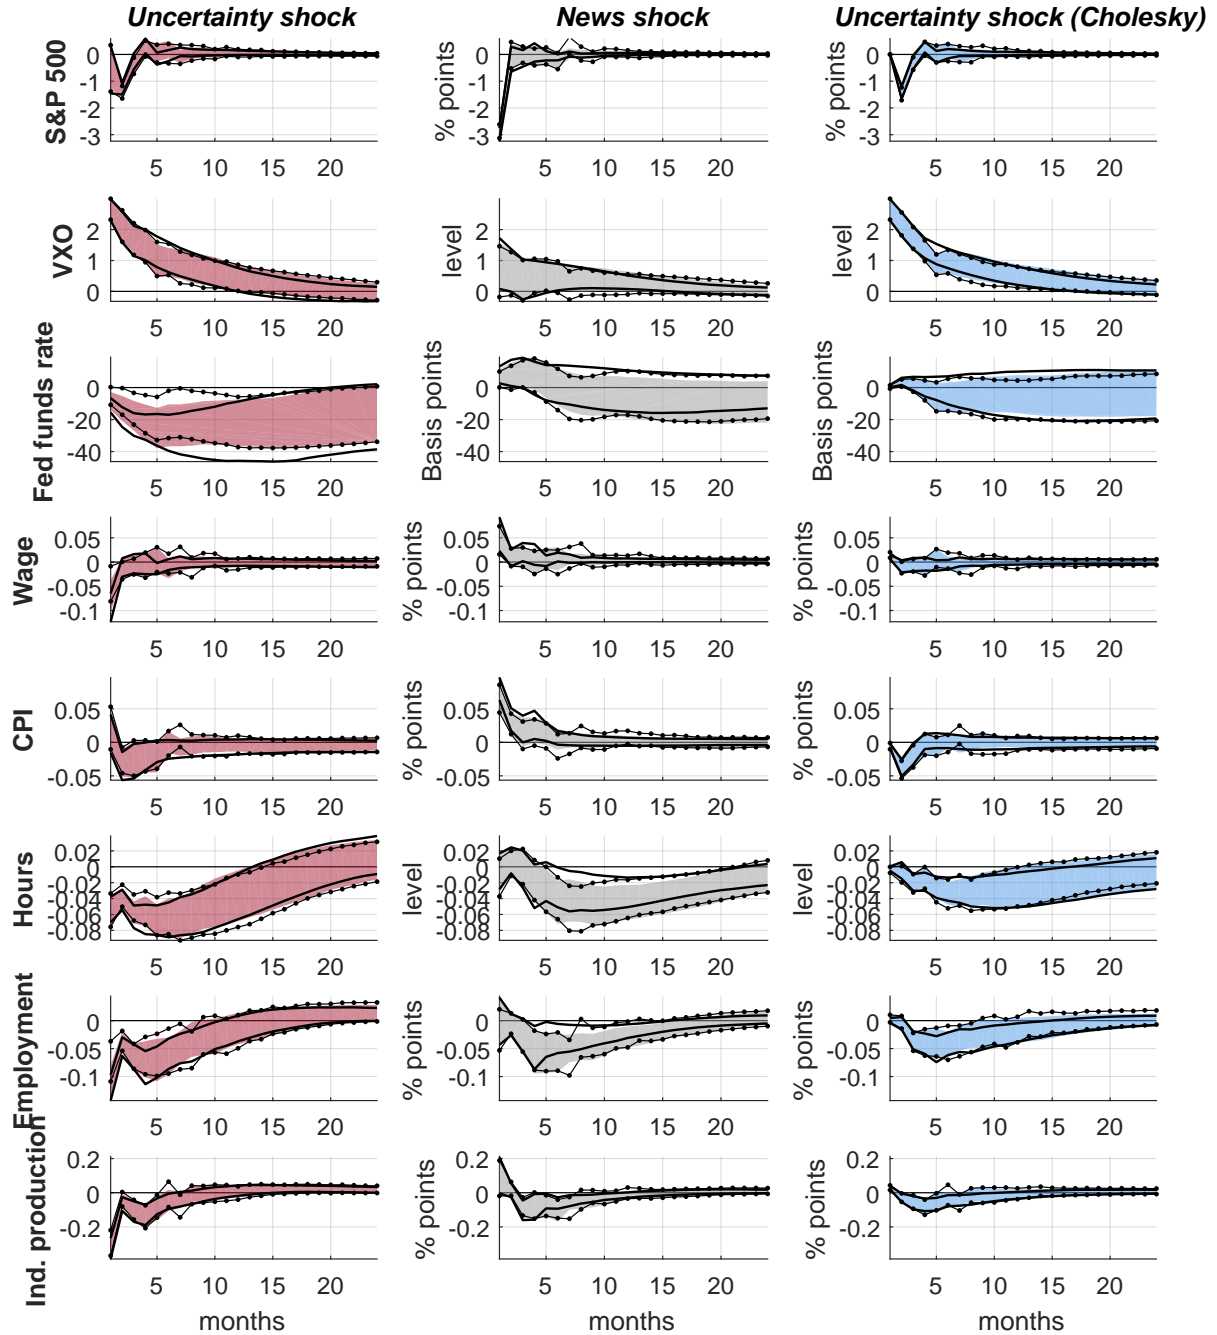 Uncertainty shock News shock Uncertainty shock (Cholesky)
S&P 500
0
-1
-2
-3
5 10 15 20
% points
0
-1
-2
-3
5 10 15 20
% points
0
-1
-2
-3
5 10 15 20
VXO
2
1
0
5 10 15 20
level
2
1
0
5 10 15 20
level
2
1
0
5 10 15 20
Fed funds rate
0
-20
-40
5 10 15 20
Basis points
0
-20
-40
5 10 15 20
Basis points
0
-20
-40
5 10 15 20
Wage
0.05
0
-0.05
-0.1
5 10 15 20
% points
0.05
0
-0.05
-0.1
5 10 15 20
% points
0.05
0
-0.05
-0.1
5 10 15 20
CPI
0.05
0
-0.05
5 10 15 20
% points
0.05
0
-0.05
5 10 15 20
% points
0.05
0
-0.05
5 10 15 20
Hours
0.02
0
-0.02
-0.04
-0.06
-0.08
5 10 15 20
level
0.02
0
-0.02
-0.04
-0.06
-0.08
5 10 15 20
level
0.02
0
-0.02
-0.04
-0.06
-0.08
5 10 15 20
Employment
0
-0.05
-0.1
5 10 15 20
% points
0
-0.05
-0.1
5 10 15 20
% points
0
-0.05
-0.1
5 10 15 20
Ind. production
0.2
0
-0.2
5 10 15 20
months
% points
0.2
0
-0.2
5 10 15 20
months
% points
0.2
0
-0.2
5 10 15 20
months